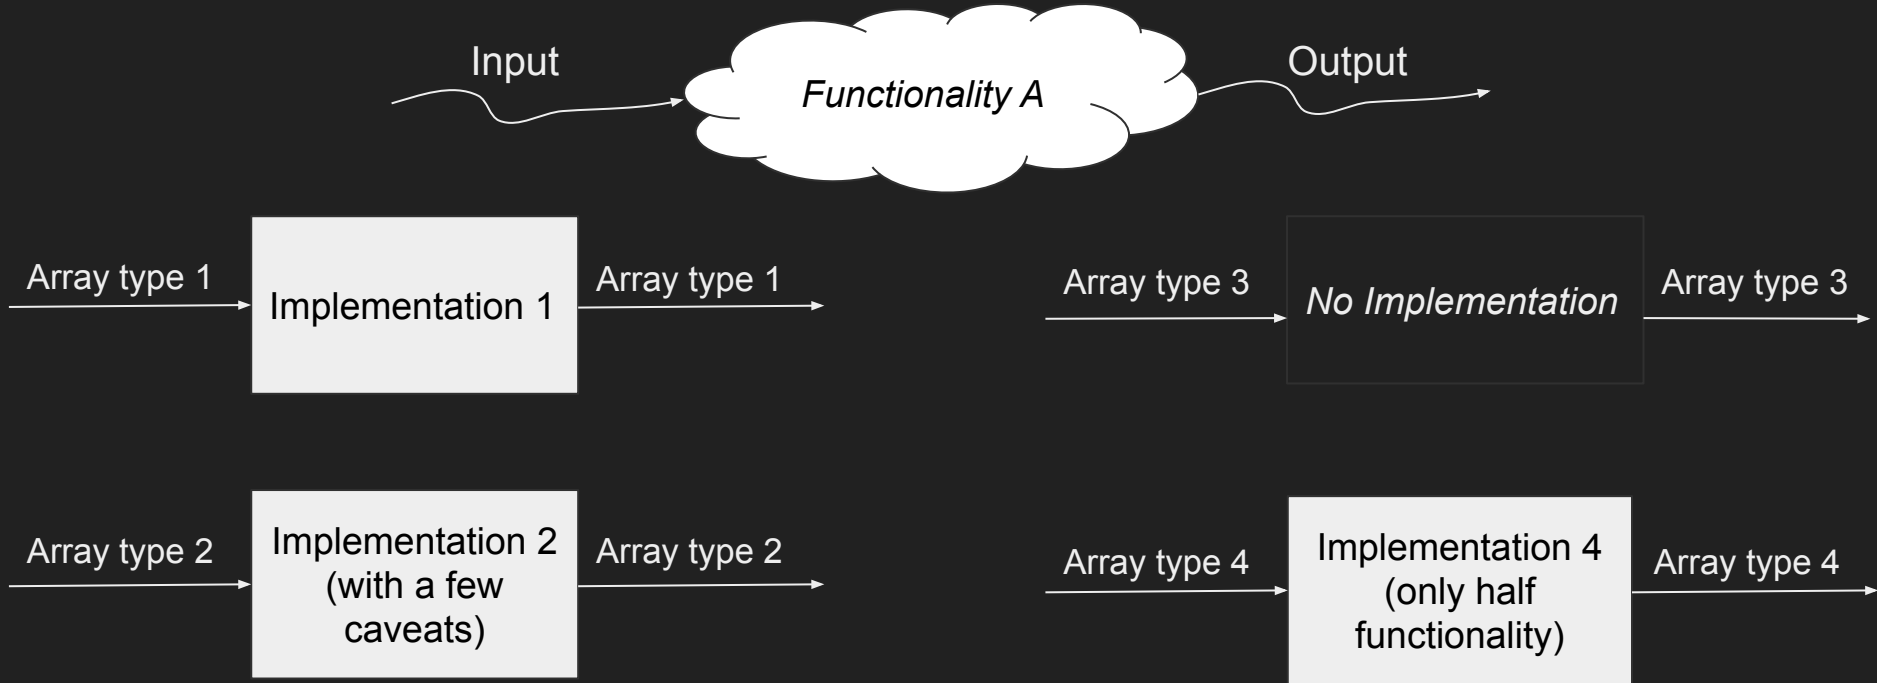 Input
Functionality A
Output
Array type 1
Implementation 1
Array type 1
Array type 3
No Implementation
Array type 3
Array type 2
Implementation 2
(with a few
caveats)
Array type 2
Array type 4
Implementation 4
(only half
functionality)
Array type 4